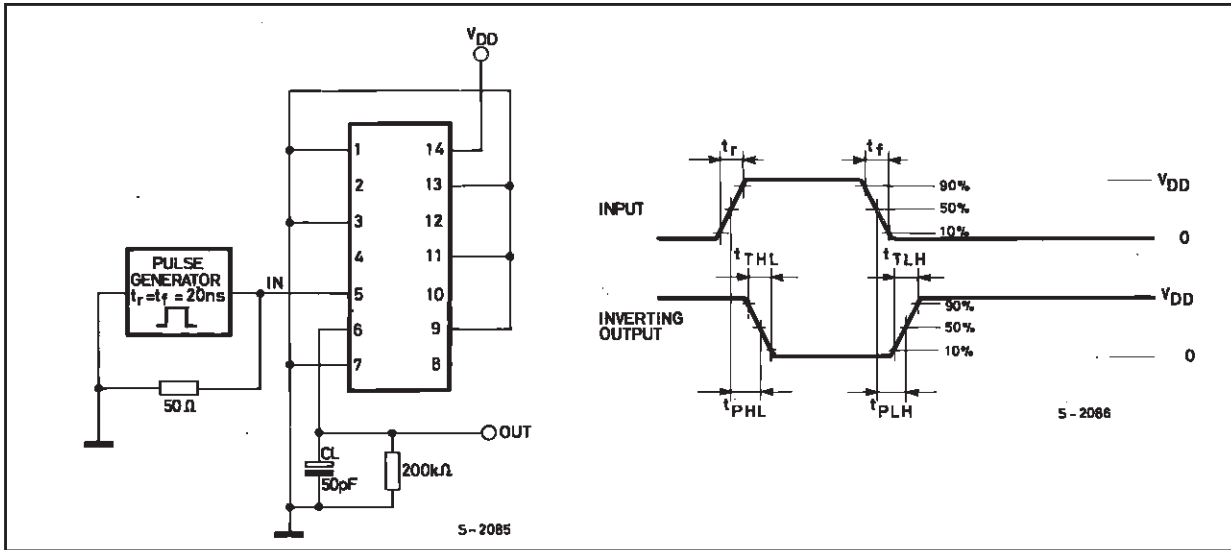 VDD
1 14
2 13
3 12
4 11
5 10
6 9
7 8
PULSE
GENERATOR
tr=tf=20ns
IN
50Ω
OUT
CL
50pF
200kΩ
S-2085
tr
tf
90%
50%
10%
VDD
0
INPUT
tTHL
tTLH
INVERTING
OUTPUT
VDD
90%
50%
10%
0
tPHL
tPLH
S-2086